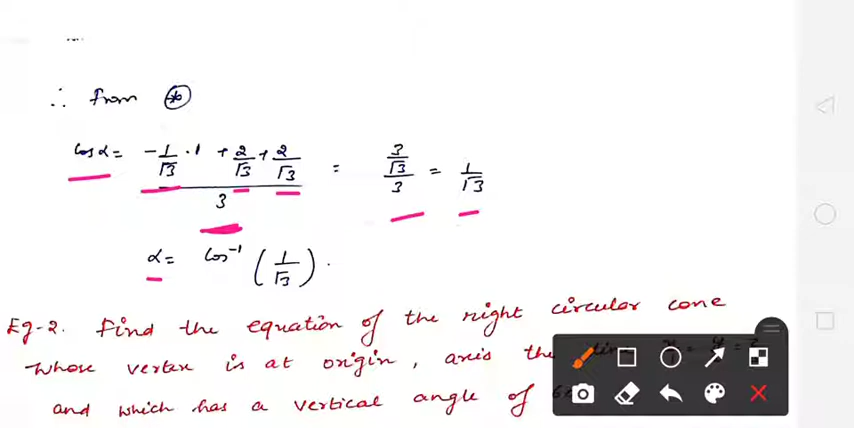 ∴ from ⊛
cosα = -1/√3 · 1 + 2/√3 + 2/√3 / 3 = 3/√3 / 3 = 1/√3
α = cos⁻¹ (1/√3).
Eg-2. Find the equation of the right circular cone
whose vertex is at origin, axis the
and which has a vertical angle of